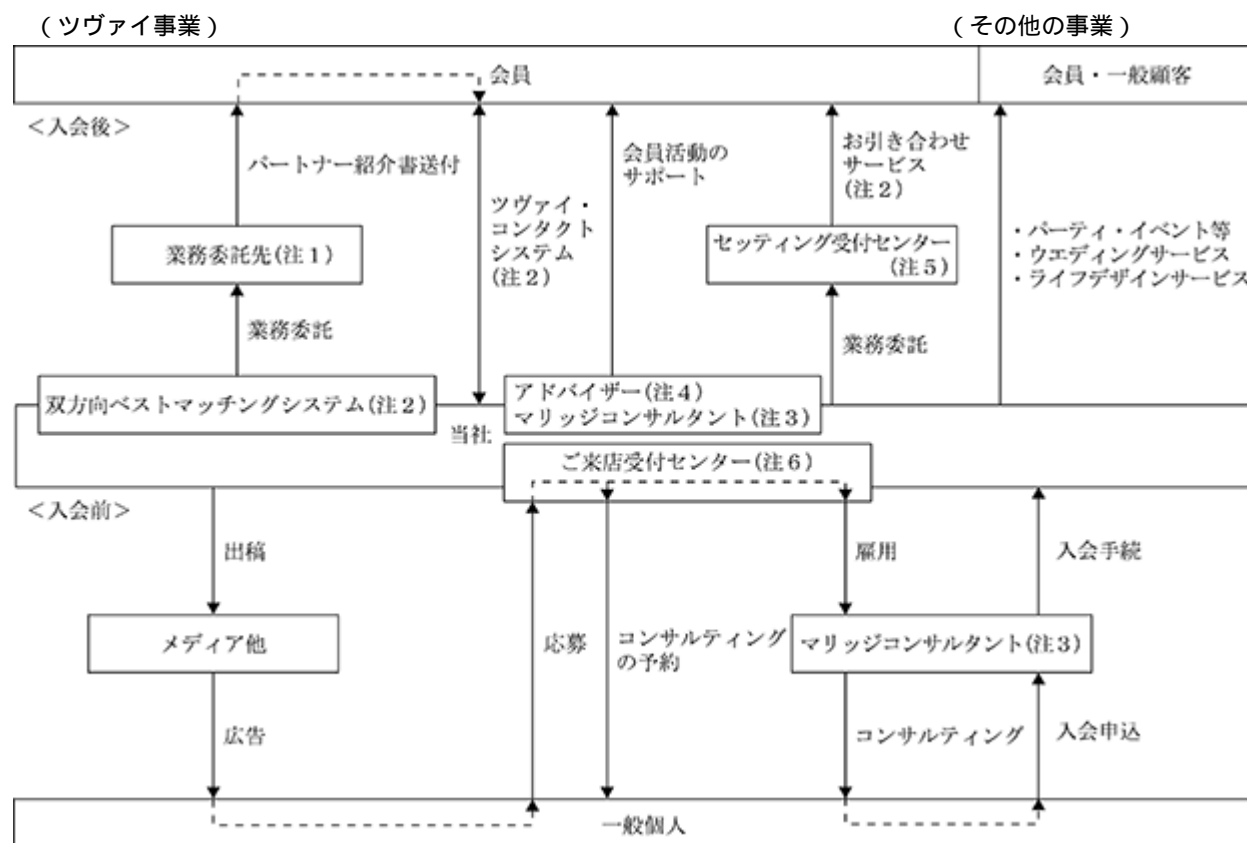 (ツヴァイ事業)
(その他の事業)
会員
会員・一般顧客
<入会後>
パートナー紹介書送付
ツヴァイ・
コンタクト
システム
(注2)
会員活動の
サポート
お引き合わせ
サービス
(注2)
・パーティ・イベント等
・ウエディングサービス
・ライフデザインサービス
業務委託先(注1)
セッティング受付センター
(注5)
業務委託
業務委託
双方向ベストマッチングシステム(注2)
アドバイザー(注4)
マリッジコンサルタント(注3)
当社
ご来店受付センター(注6)
<入会前>
出稿
雇用
入会手続
メディア他
応募
コンサルティング
の予約
マリッジコンサルタント(注3)
広告
コンサルティング
入会申込
一般個人